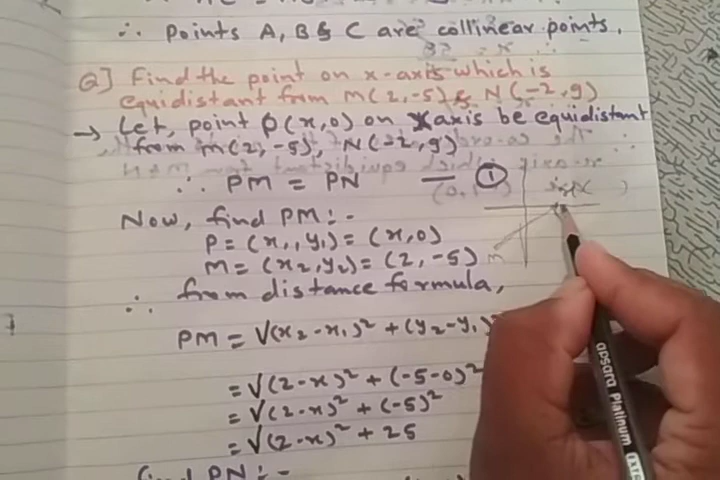 ∴ Points A, B & C are collinear points.
Q] Find the point on x-axis which is
equidistant from M(2,-5) & N(-2,9)
→ Let, point P(x,0) on X axis be equidistant
from M(2,-5), N(-2,9)
∴ PM = PN — ①
Now, find PM:-
P = (x₁, y₁) = (x,0)
M = (x₂, y₂) = (2, -5)
M
∴ from distance formula,
PM = √(x₂-x₁)² + (y₂-y₁)²
= √(2-x)² + (-5-0)²
= √(2-x)² + (-5)²
= √(2-x)² + 25
find PN:-
apsara Platinum